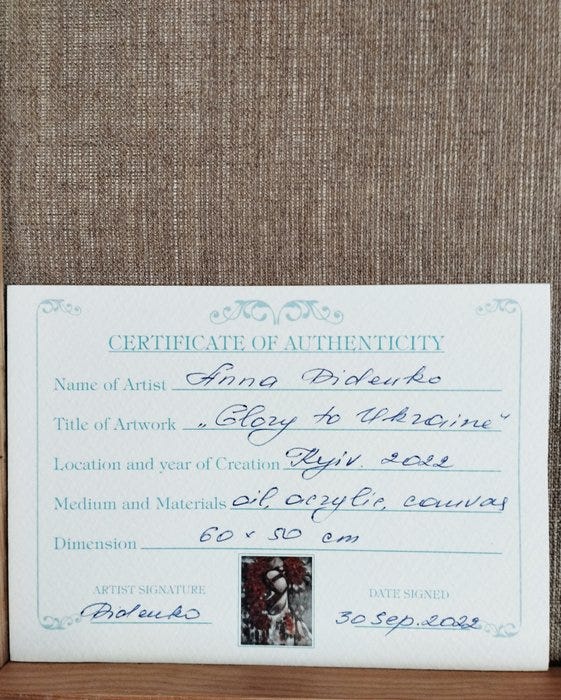 CERTIFICATE OF AUTHENTICITY
Name of Artist Anna Didenko
Title of Artwork „Glory to Ukraine"
Location and year of Creation Kyiv. 2022
Medium and Materials oil, acrylic, canvas
Dimension 60 x 50 cm
ARTIST SIGNATURE DATE SIGNED
Didenko 30 Sep. 2022